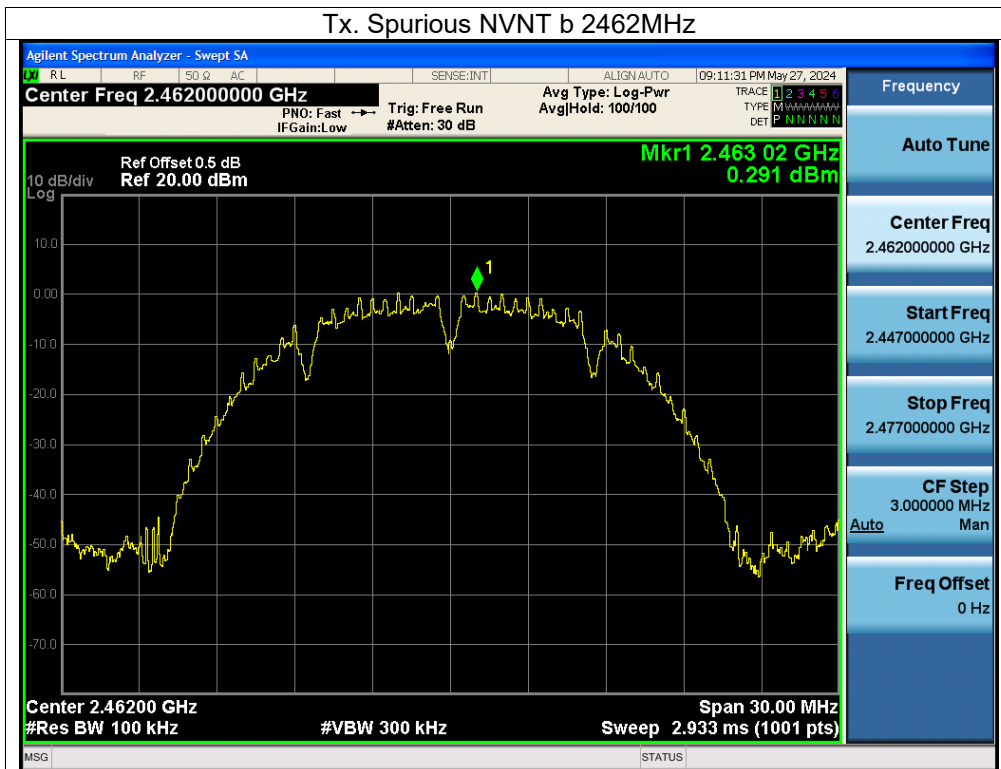 Tx. Spurious NVNT b 2462MHz
Agilent Spectrum Analyzer - Swept SA
LXI RL RF 50 Ω AC SENSE:INT ALIGN AUTO 09:11:31 PM May 27, 2024
Center Freq 2.462000000 GHz
PNO: Fast
IFGain:Low
Trig: Free Run
#Atten: 30 dB
Avg Type: Log-Pwr
Avg|Hold: 100/100
TRACE 1 2 3 4 5 6
TYPE M WWWWW
DET P N N N N N
Ref Offset 0.5 dB
Ref 20.00 dBm
Mkr1 2.463 02 GHz
0.291 dBm
10 dB/div
Log
1
10.0
0.00
-10.0
-20.0
-30.0
-40.0
-50.0
-60.0
-70.0
Center 2.46200 GHz Span 30.00 MHz
#Res BW 100 kHz #VBW 300 kHz Sweep 2.933 ms (1001 pts)
MSG STATUS
Frequency
Auto Tune
Center Freq
2.462000000 GHz
Start Freq
2.447000000 GHz
Stop Freq
2.477000000 GHz
CF Step
3.000000 MHz
Auto Man
Freq Offset
0 Hz